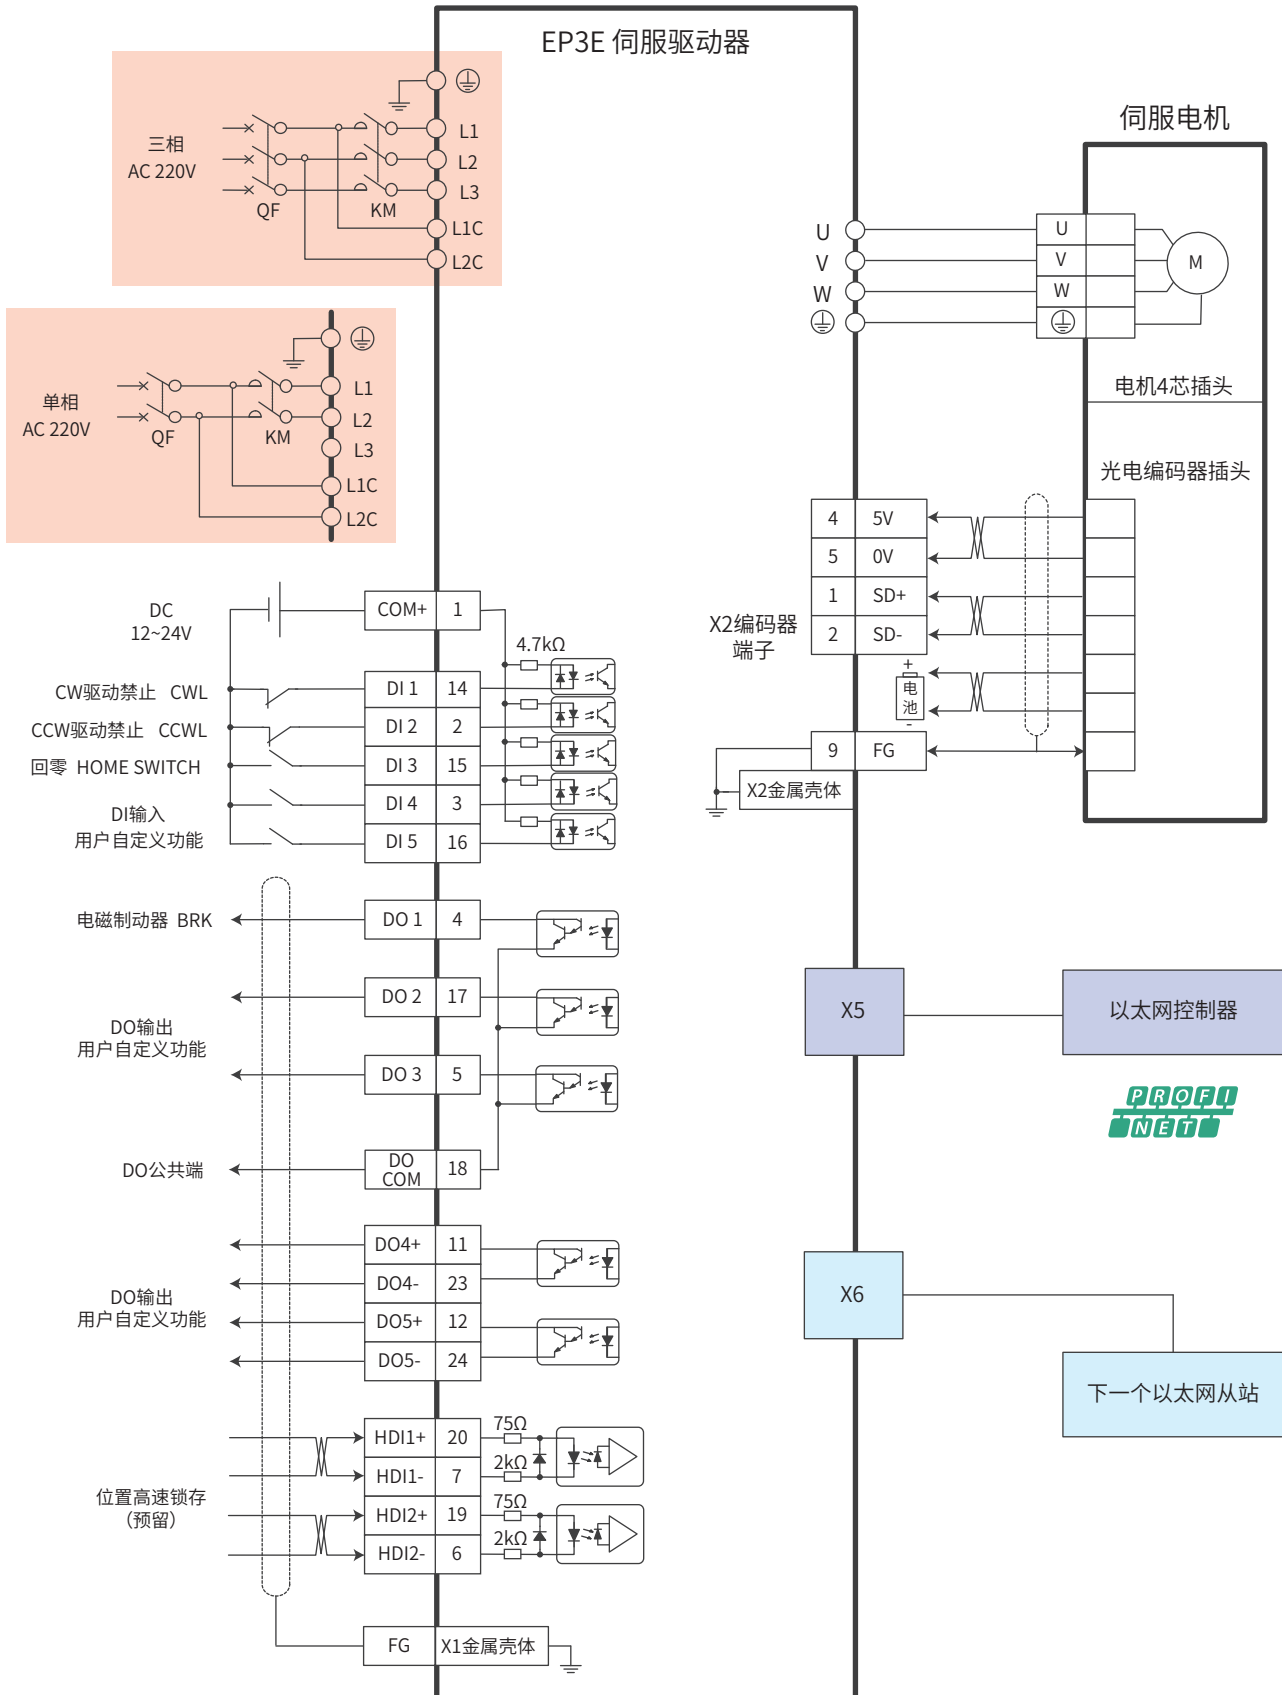 EP3E 伺服驱动器
三相
AC 220V
QF
KM
L1
L2
L3
L1C
L2C
单相
AC 220V
QF
KM
L1
L2
L3
L1C
L2C
伺服电机
U
V
W
U
V
W
M
电机4芯插头
光电编码器插头
X2编码器
端子
4 5V
5 0V
1 SD+
2 SD-
+
电
池
-
9 FG
X2金属壳体
DC
12~24V
COM+ 1
4.7kΩ
CW驱动禁止 CWL
DI 1 14
CCW驱动禁止 CCWL
DI 2 2
回零 HOME SWITCH
DI 3 15
DI输入
用户自定义功能
DI 4 3
DI 5 16
电磁制动器 BRK
DO 1 4
DO输出
用户自定义功能
DO 2 17
DO 3 5
DO公共端
DO
COM
18
DO输出
用户自定义功能
DO4+ 11
DO4- 23
DO5+ 12
DO5- 24
位置高速锁存
(预留)
HDI1+ 20
75Ω
HDI1- 7
2kΩ
HDI2+ 19
75Ω
HDI2- 6
2kΩ
FG X1金属壳体
X5
以太网控制器
PROFI
NET
X6
下一个以太网从站